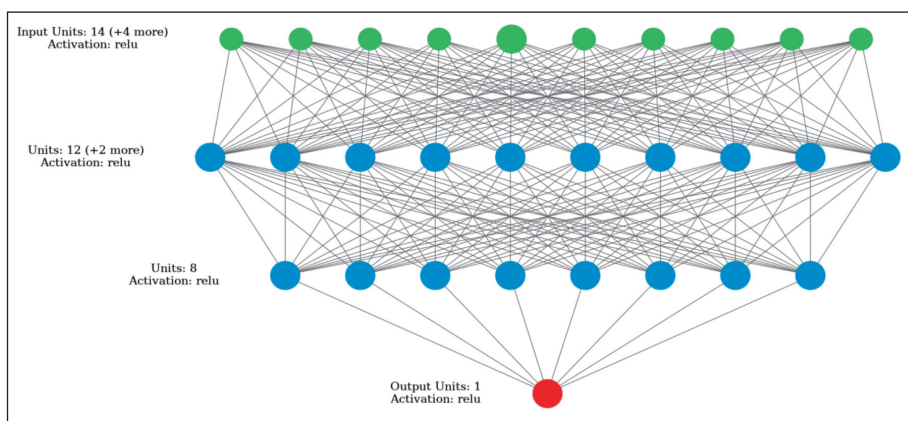 Input Units: 14 (+4 more)
Activation: relu
Units: 12 (+2 more)
Activation: relu
Units: 8
Activation: relu
Output Units: 1
Activation: relu